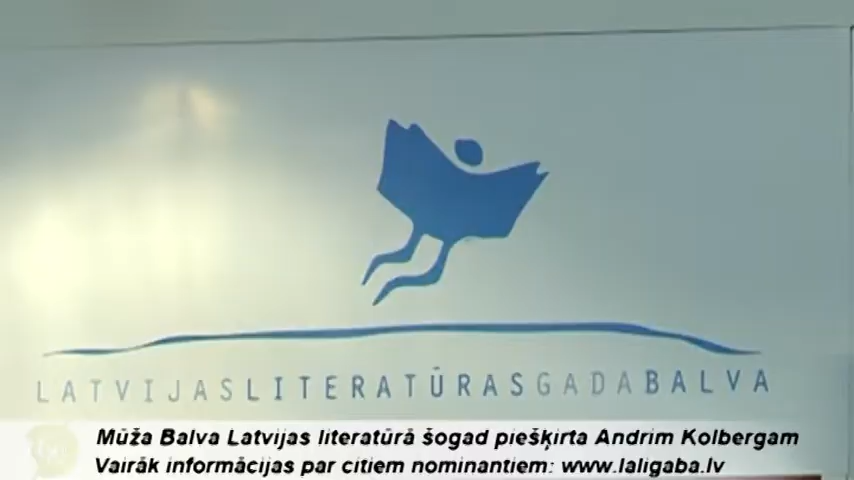 LATVIJASLITERATŪRASGADABALVA
Mūža Balva Latvijas literatūrā šogad piešķirta Andrim Kolbergam
Vairāk informācijas par citiem nominantiem: www.laligaba.lv